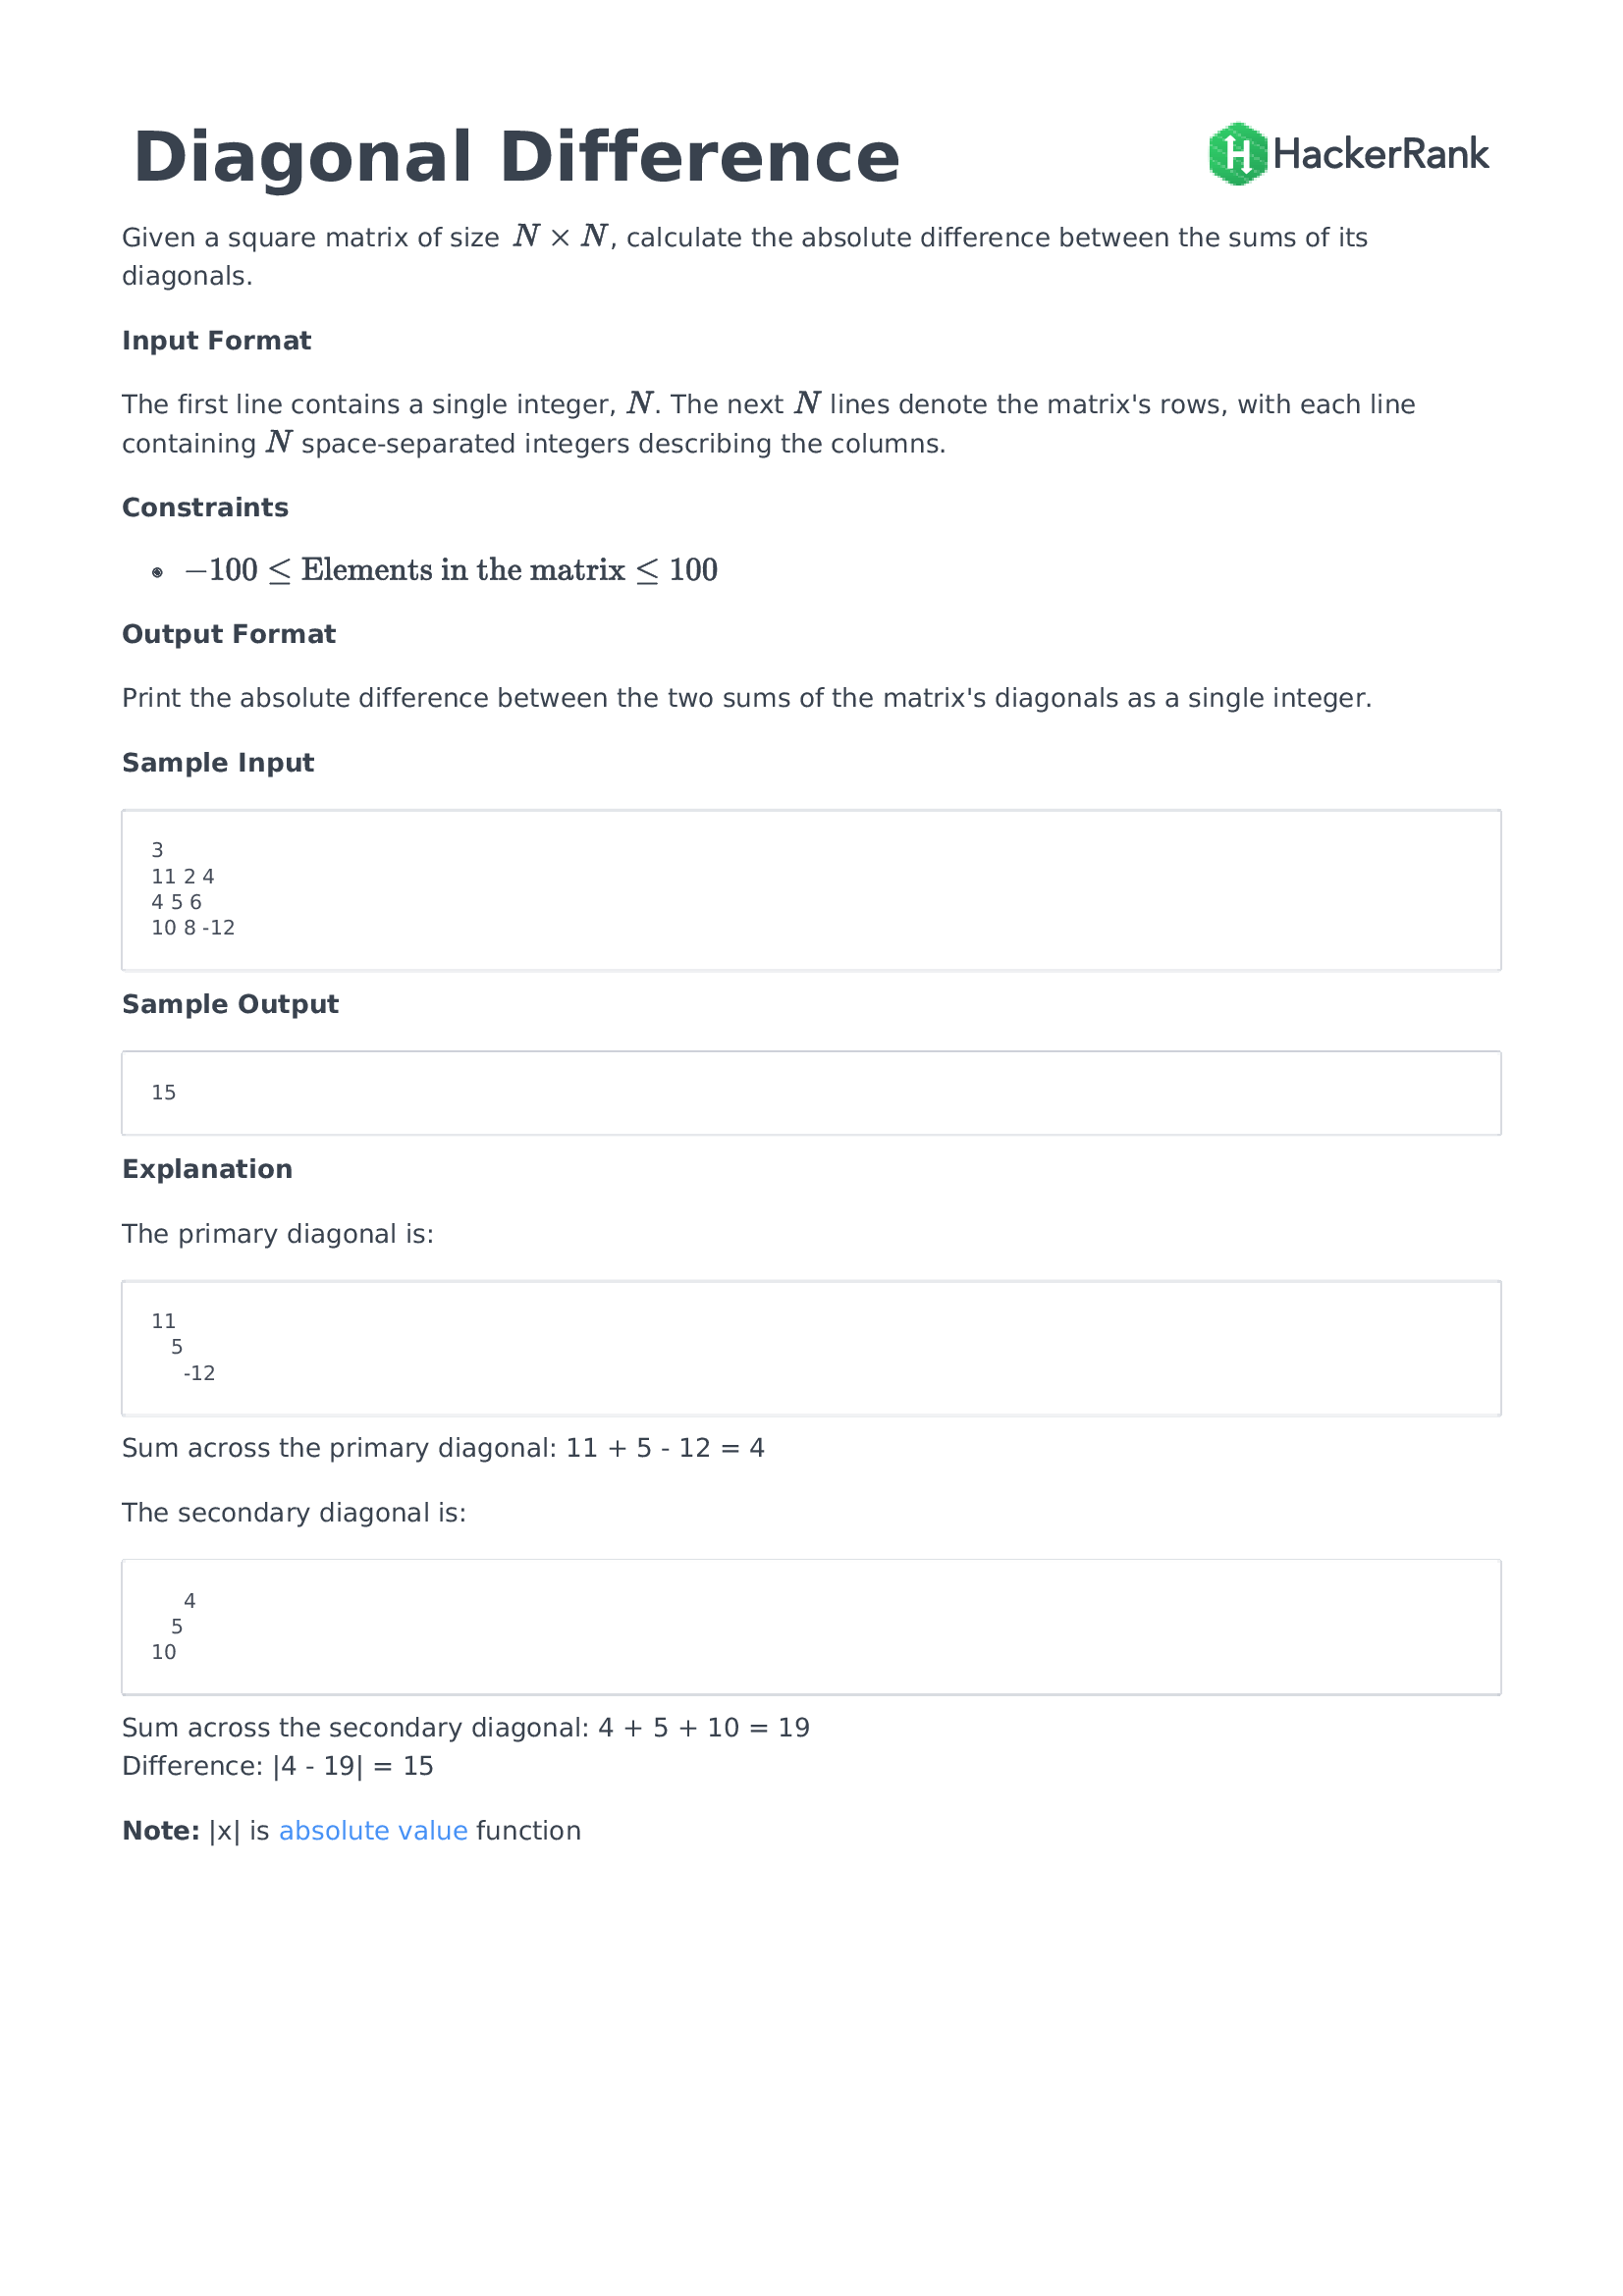 Diagonal Difference
HackerRank
Given a square matrix of size N × N, calculate the absolute difference between the sums of its
diagonals.
Input Format
The first line contains a single integer, N. The next N lines denote the matrix's rows, with each line
containing N space-separated integers describing the columns.
Constraints
• −100 ≤ Elements in the matrix ≤ 100
Output Format
Print the absolute difference between the two sums of the matrix's diagonals as a single integer.
Sample Input
3
11 2 4
4 5 6
10 8 -12
Sample Output
15
Explanation
The primary diagonal is:
11
5
-12
Sum across the primary diagonal: 11 + 5 - 12 = 4
The secondary diagonal is:
4
5
10
Sum across the secondary diagonal: 4 + 5 + 10 = 19
Difference: |4 - 19| = 15
Note: |x| is absolute value function